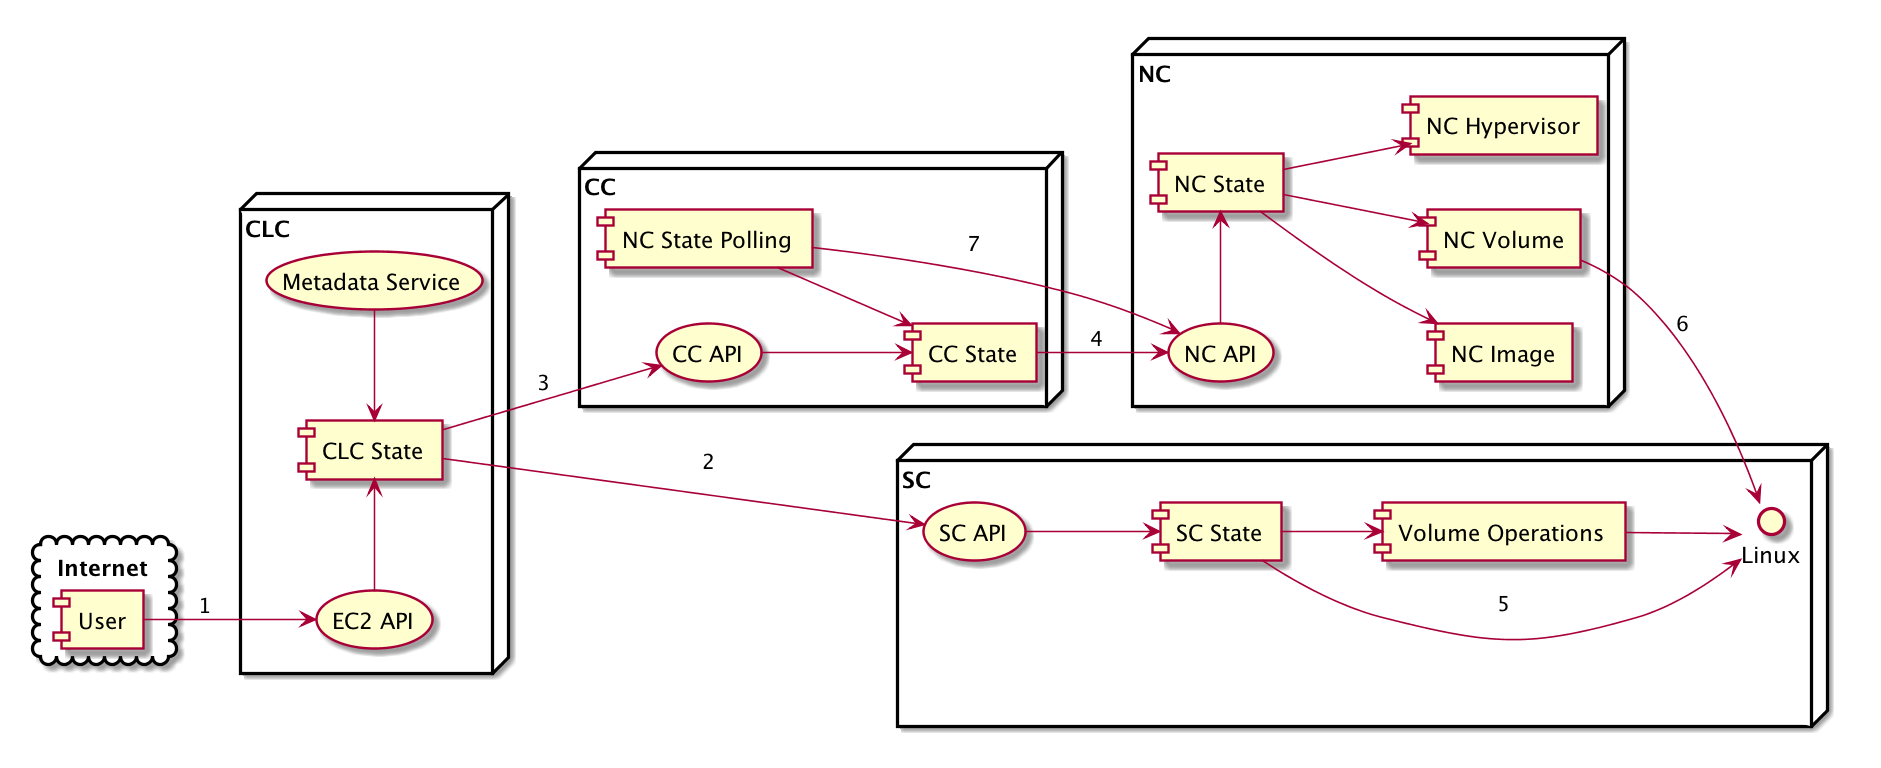 Internet
User
1
CLC
Metadata Service
CLC State
EC2 API
3
2
CC
NC State Polling
CC API
CC State
7
4
NC
NC Hypervisor
NC State
NC Volume
NC API
NC Image
6
SC
SC API
SC State
Volume Operations
Linux
5